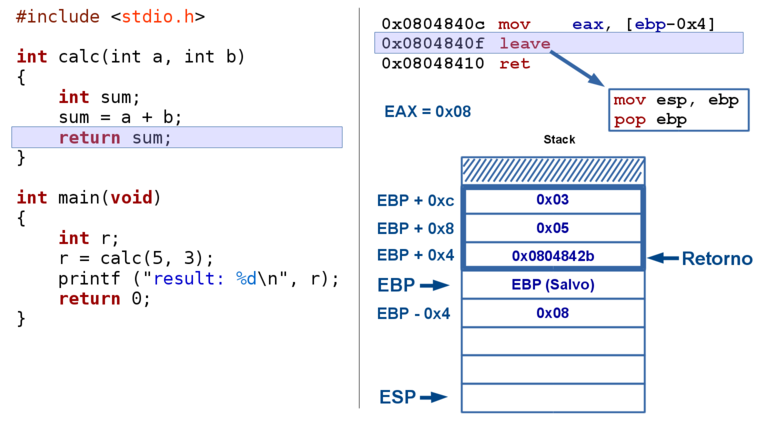 #include <stdio.h>
int calc(int a, int b)
{
int sum;
sum = a + b;
return sum;
}
int main(void)
{
int r;
r = calc(5, 3);
printf ("result: %d\n", r);
return 0;
}
0x0804840c mov eax, [ebp-0x4]
0x0804840f leave
0x08048410 ret
mov esp, ebp
pop ebp
EAX = 0x08
Stack
EBP + 0xc 0x03
EBP + 0x8 0x05
EBP + 0x4 0x0804842b Retorno
EBP EBP (Salvo)
EBP - 0x4 0x08
ESP